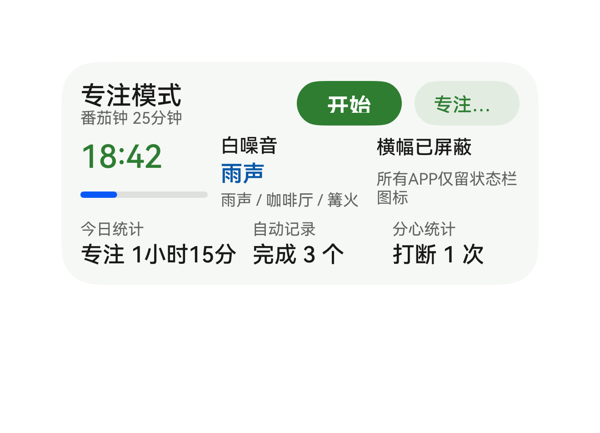 专注模式
番茄钟 25分钟
开始
专注...
18:42
白噪音
雨声
雨声 / 咖啡厅 / 篝火
横幅已屏蔽
所有APP仅留状态栏
图标
今日统计
专注 1小时15分
自动记录
完成 3 个
分心统计
打断 1 次